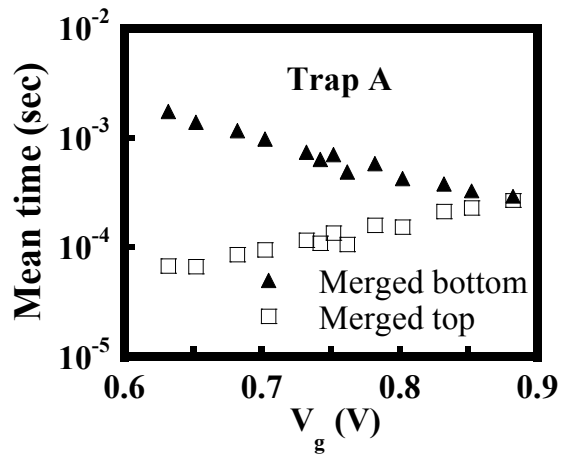 10^-2
Trap A
10^-3
Mean time (sec)
10^-4
▲ Merged bottom
□ Merged top
10^-5
0.6 0.7 0.8 0.9
V_g (V)